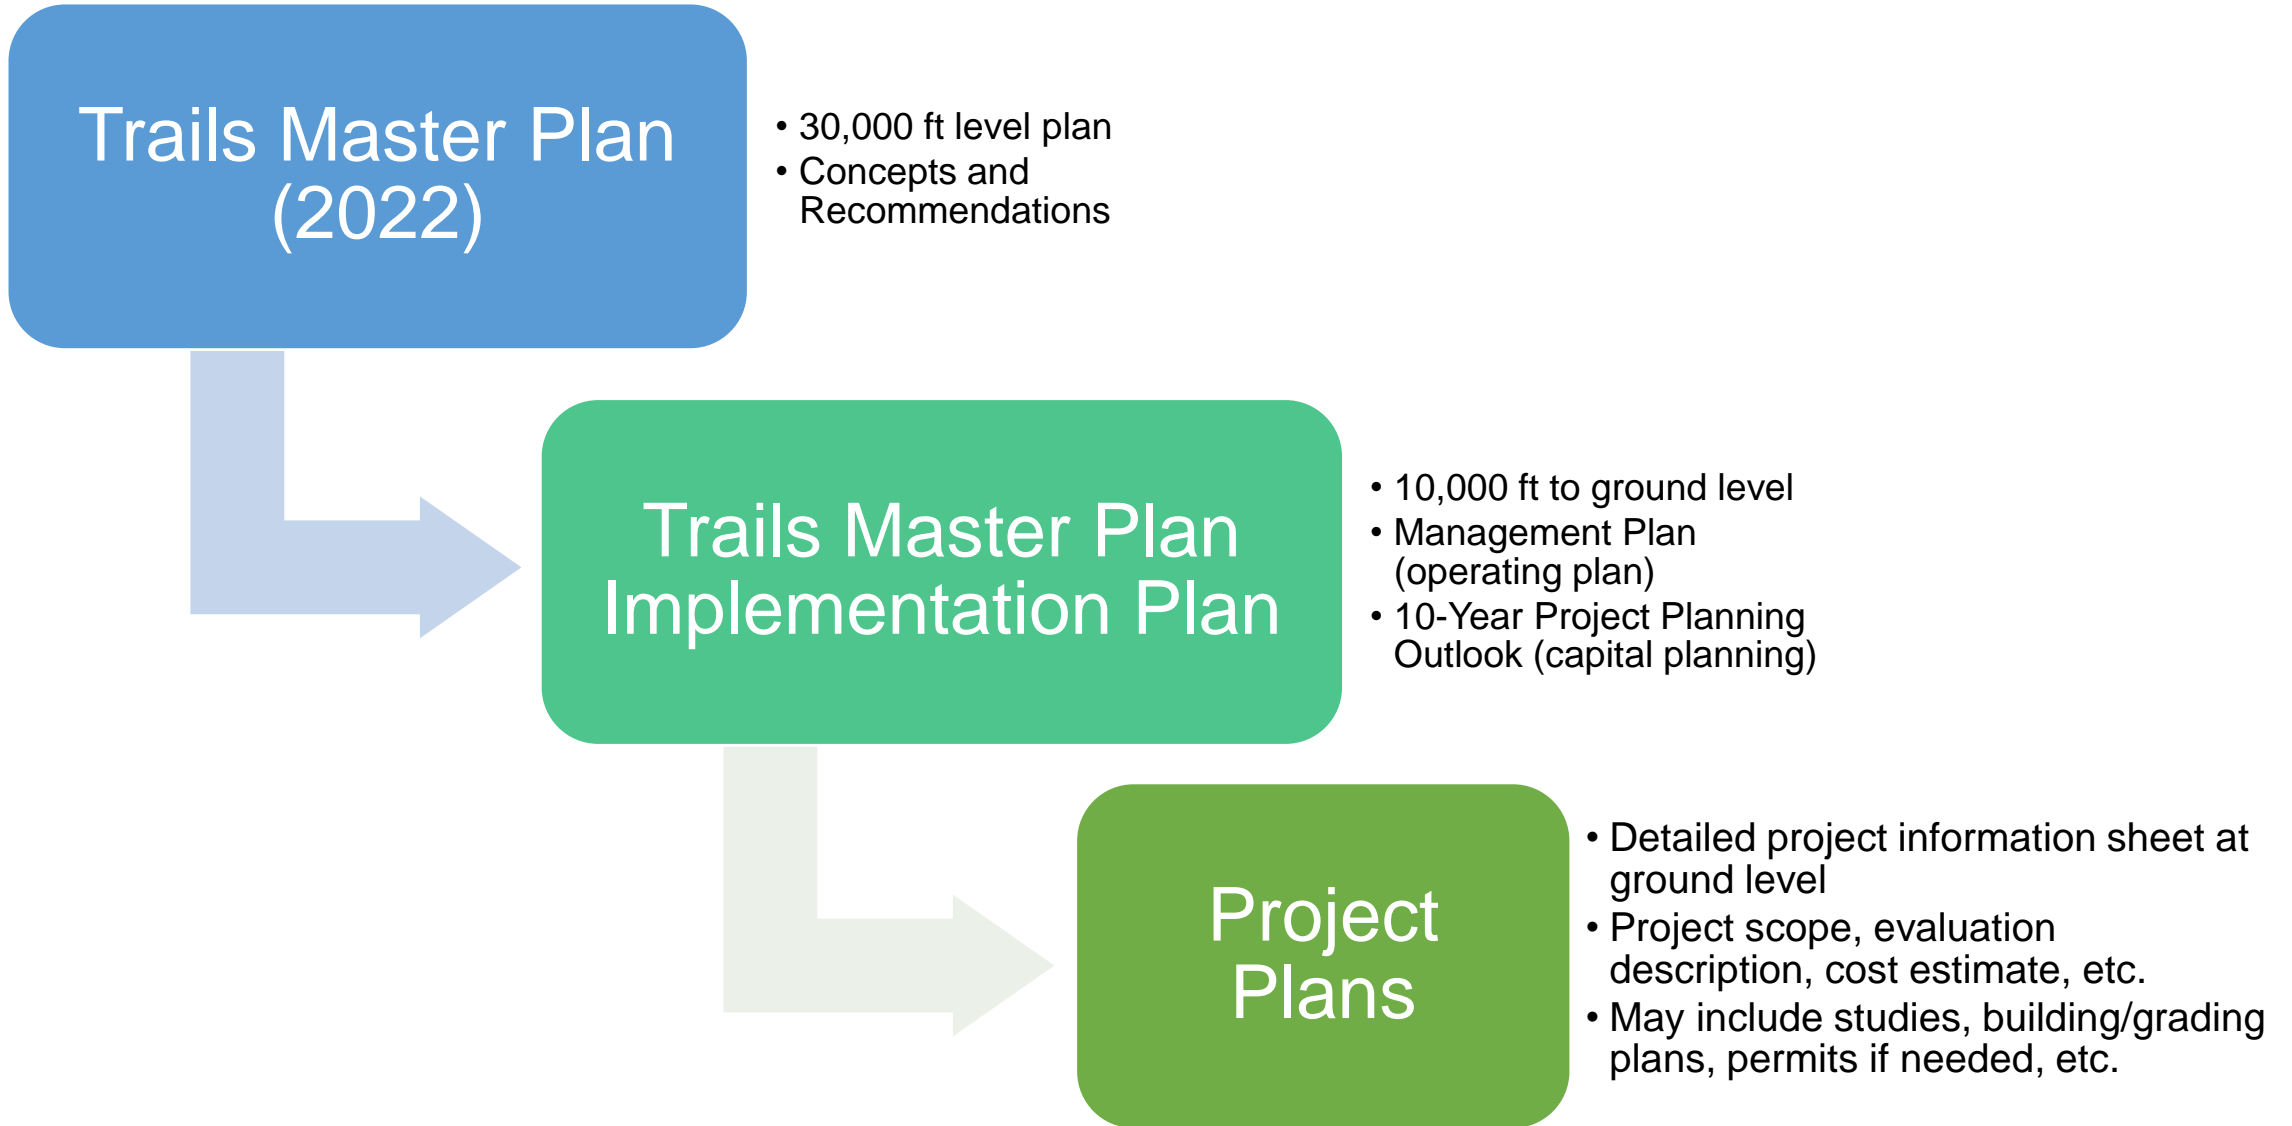 Trails Master Plan
(2022)
• 30,000 ft level plan
• Concepts and
Recommendations
Trails Master Plan
Implementation Plan
• 10,000 ft to ground level
• Management Plan
(operating plan)
• 10-Year Project Planning
Outlook (capital planning)
Project
Plans
• Detailed project information sheet at
ground level
• Project scope, evaluation
description, cost estimate, etc.
• May include studies, building/grading
plans, permits if needed, etc.